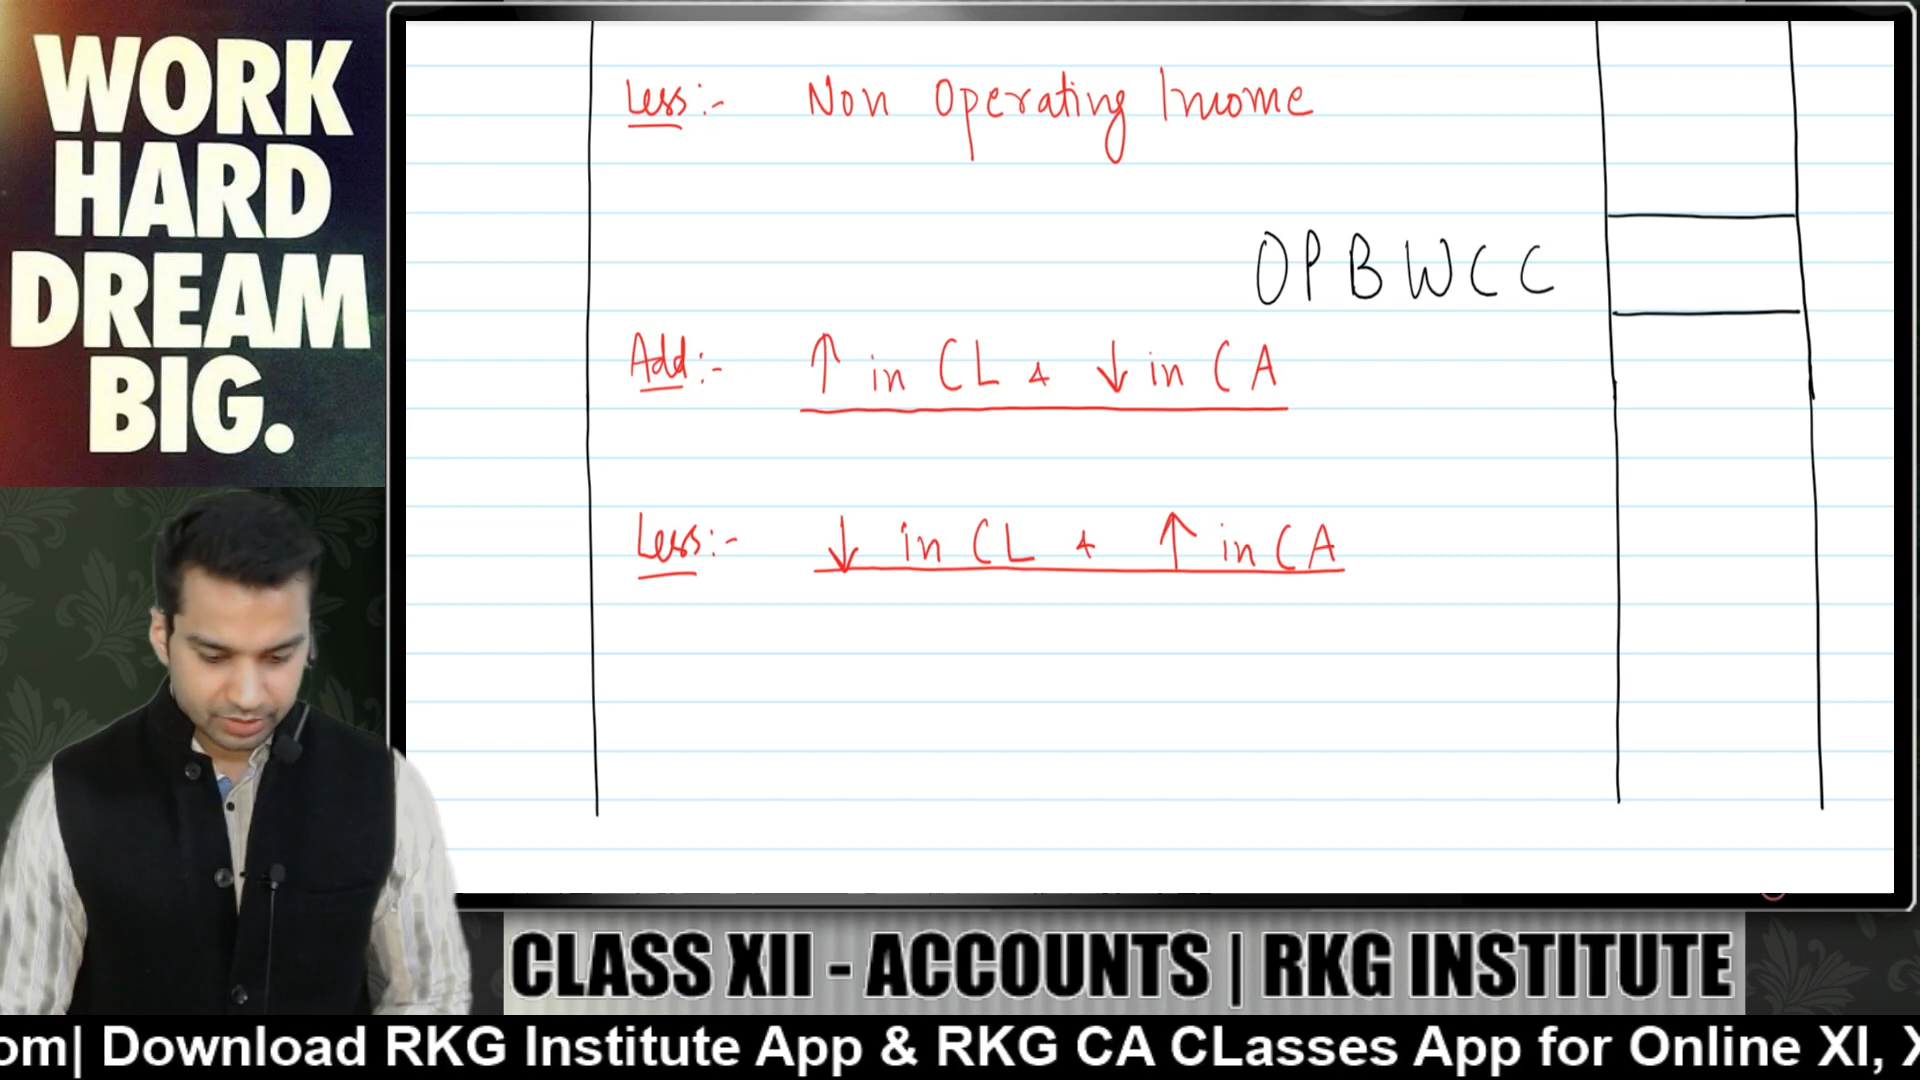 WORK
HARD
DREAM
BIG.
Less:- Non Operating Income
OPBWCC
Add:- ↑ in CL & ↓ in CA
Less:- ↓ in CL & ↑ in CA
CLASS XII - ACCOUNTS | RKG INSTITUTE
om| Download RKG Institute App & RKG CA CLasses App for Online XI, X